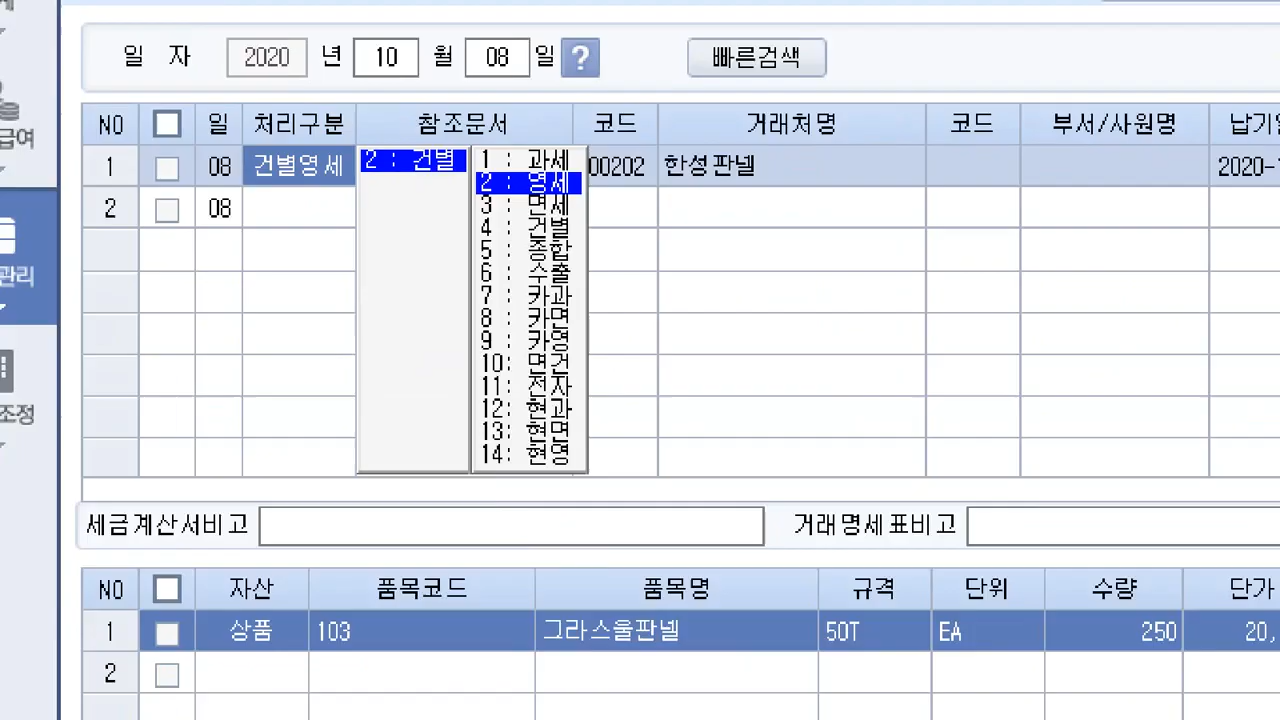 일 자 2020 년 10 월 08 일 ? 빠른검색
NO 일 처리구분 참조문서 코드 거래처명 코드 부서/사원명
1 08 건별영세 00202 한성판넬
2 08
2 : 건별
1 : 과세
2 : 영세
3 : 면세
4 : 건별
5 : 종합
6 : 수출
7 : 카과
8 : 카면
9 : 카영
10: 면건
11: 전자
12: 현과
13: 현면
14: 현영
급여
관리
조정
세금계산서비고 거래명세표비고
NO 자산 품목코드 품목명 규격 단위 수량 단가
1 상품 103 그라스울판넬 50T EA 250 20,
2